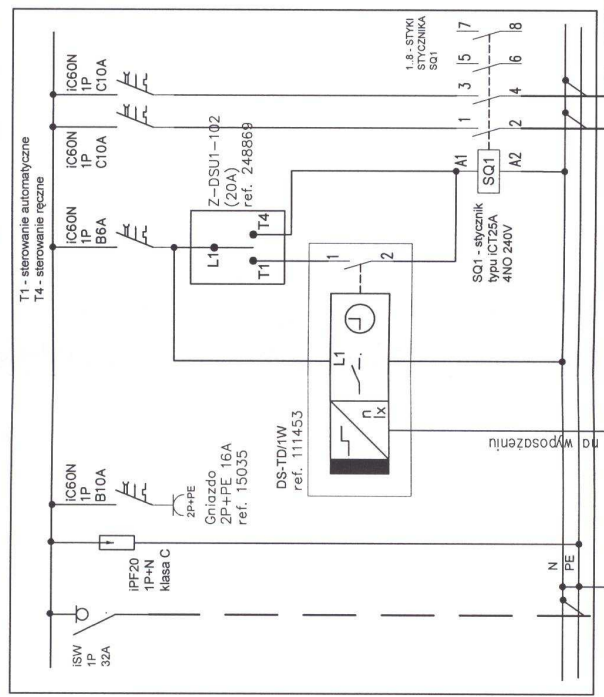 T1 - sterowanie automatyczne
T4 - sterowanie ręczne
iSW
1P
32A
iPF20
1P+N
klasa C
iC60N
1P
B10A
2P+PE
Gniazdo
2P+PE 16A
ref. 15035
iC60N
1P
B6A
iC60N
1P
C10A
iC60N
1P
C10A
Z-DSU1-102
(20A)
ref. 248869
L1
T1
T4
DS-TD/1W
ref. 111453
L1
n
lx
1
2
na wyposażeniu
A1
SQ1
A2
SQ1 - stycznik
typu iCT25A
4NO 240V
1
2
3
4
5
6
7
8
1..8 - STYKI
STYCZNIKA
SQ1
N
PE